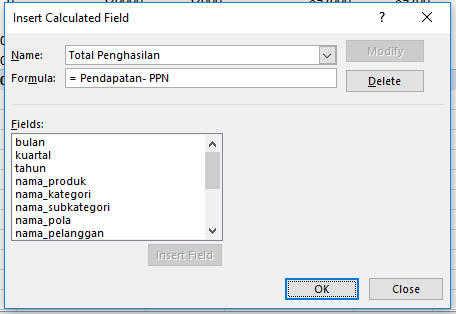 Insert Calculated Field
Name: Total Penghasilan Modify
Formula: = Pendapatan- PPN Delete
Fields:
bulan
kuartal
tahun
nama_produk
nama_kategori
nama_subkategori
nama_pola
nama_pelanggan
Insert Field
OK Close